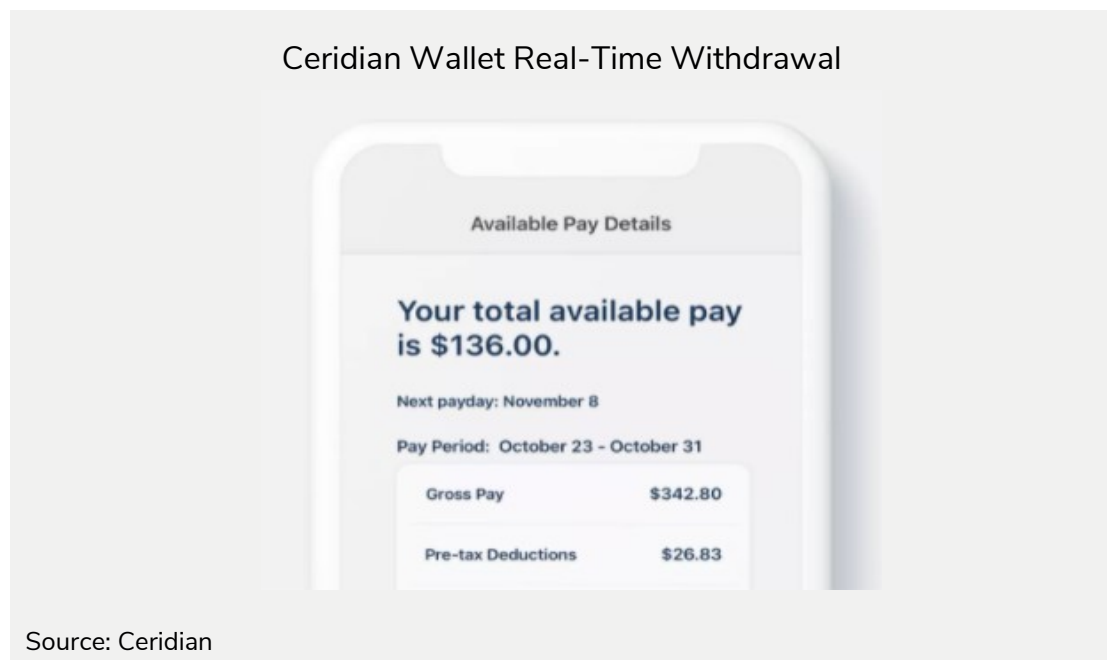 Ceridian Wallet Real-Time Withdrawal
Available Pay Details
Your total available pay
is $136.00.
Next payday: November 8
Pay Period: October 23 - October 31
Gross Pay $342.80
Pre-tax Deductions $26.83
Source: Ceridian